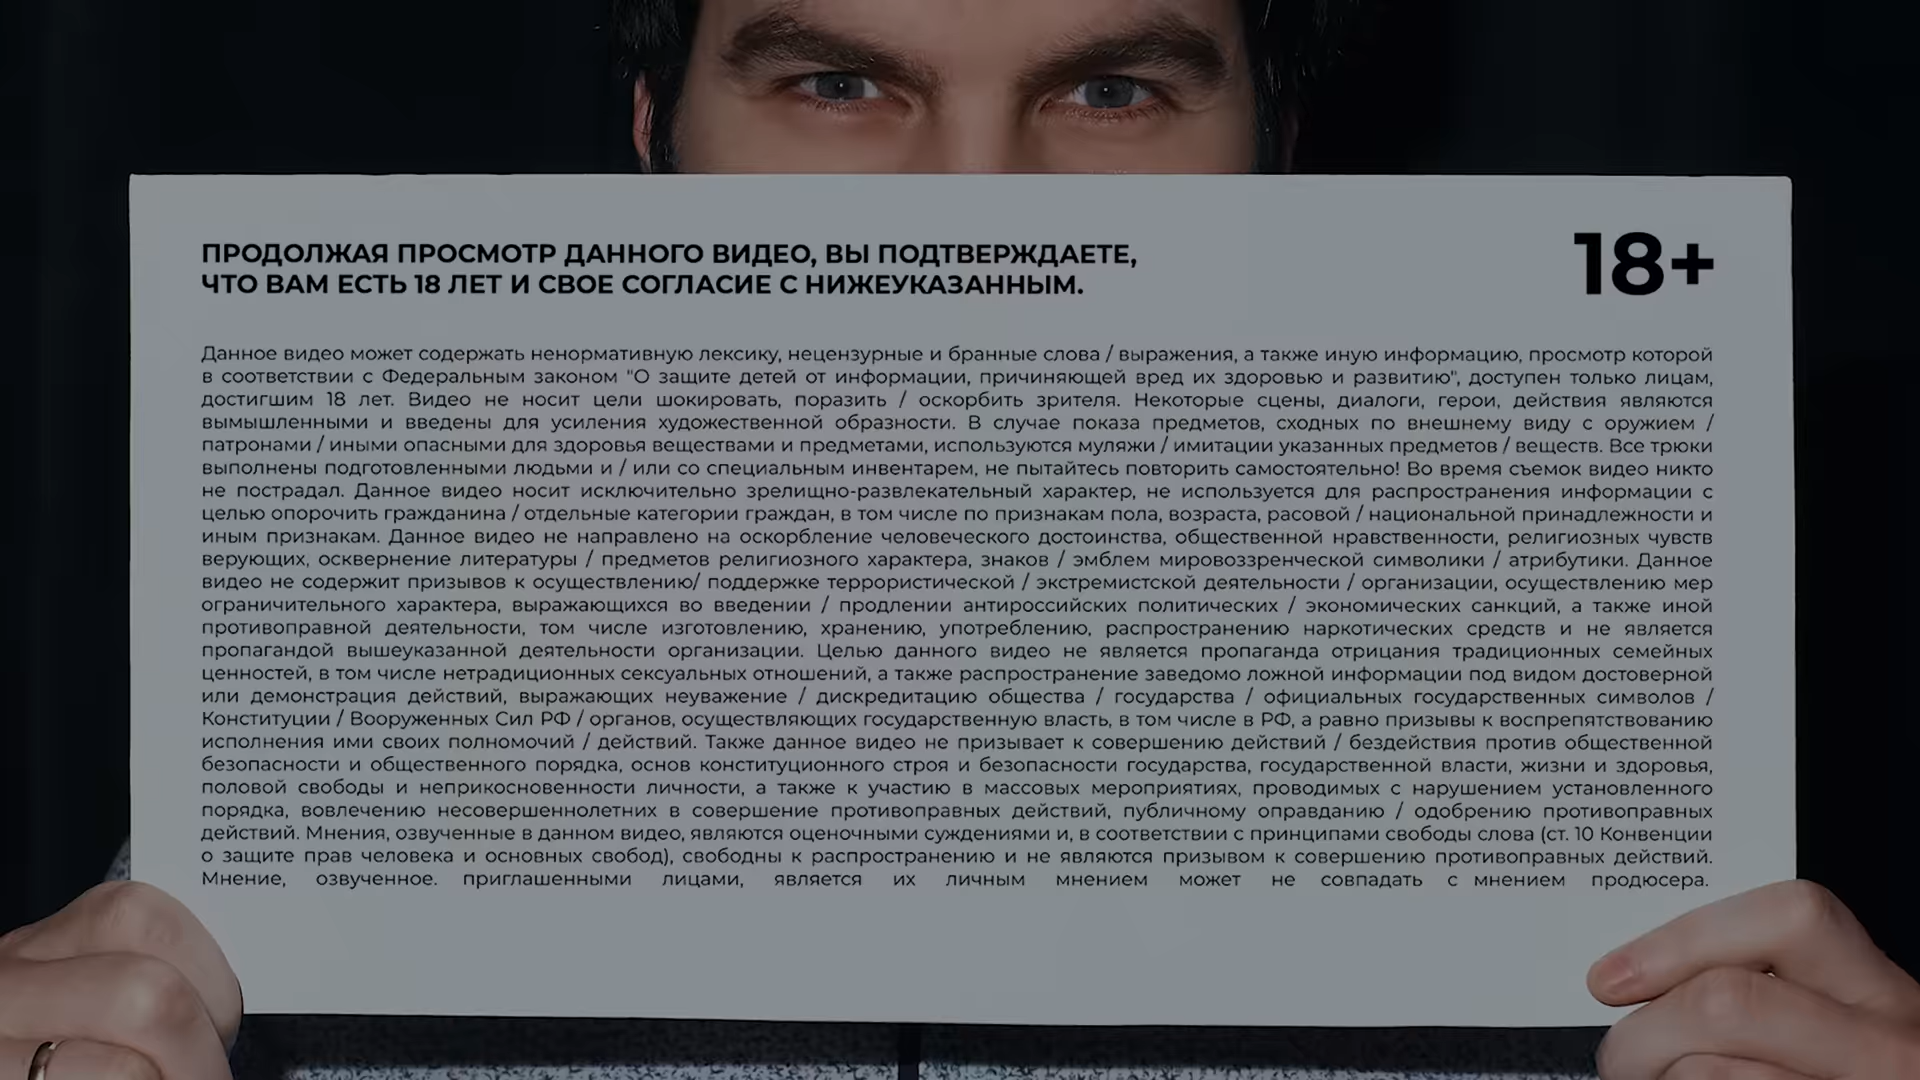 ПРОДОЛЖАЯ ПРОСМОТР ДАННОГО ВИДЕО, ВЫ ПОДТВЕРЖДАЕТЕ,
ЧТО ВАМ ЕСТЬ 18 ЛЕТ И СВОЕ СОГЛАСИЕ С НИЖЕУКАЗАННЫМ.
18+
Данное видео может содержать ненормативную лексику, нецензурные и бранные слова / выражения, а также иную информацию, просмотр которой
в соответствии с Федеральным законом "О защите детей от информации, причиняющей вред их здоровью и развитию", доступен только лицам,
достигшим 18 лет. Видео не носит цели шокировать, поразить / оскорбить зрителя. Некоторые сцены, диалоги, герои, действия являются
вымышленными и введены для усиления художественной образности. В случае показа предметов, сходных по внешнему виду с оружием /
патронами / иными опасными для здоровья веществами и предметами, используются муляжи / имитации указанных предметов / веществ. Все трюки
выполнены подготовленными людьми и / или со специальным инвентарем, не пытайтесь повторить самостоятельно! Во время съемок видео никто
не пострадал. Данное видео носит исключительно зрелищно-развлекательный характер, не используется для распространения информации с
целью опорочить гражданина / отдельные категории граждан, в том числе по признакам пола, возраста, расовой / национальной принадлежности и
иным признакам. Данное видео не направлено на оскорбление человеческого достоинства, общественной нравственности, религиозных чувств
верующих, осквернение литературы / предметов религиозного характера, знаков / эмблем мировоззренческой символики / атрибутики. Данное
видео не содержит призывов к осуществлению/ поддержке террористической / экстремистской деятельности / организации, осуществлению мер
ограничительного характера, выражающихся во введении / продлении антироссийских политических / экономических санкций, а также иной
противоправной деятельности, том числе изготовлению, хранению, употреблению, распространению наркотических средств и не является
пропагандой вышеуказанной деятельности организации. Целью данного видео не является пропаганда отрицания традиционных семейных
ценностей, в том числе нетрадиционных сексуальных отношений, а также распространение заведомо ложной информации под видом достоверной
или демонстрация действий, выражающих неуважение / дискредитацию общества / государства / официальных государственных символов /
Конституции / Вооруженных Сил РФ / органов, осуществляющих государственную власть, в том числе в РФ, а равно призывы к воспрепятствованию
исполнения ими своих полномочий / действий. Также данное видео не призывает к совершению действий / бездействия против общественной
безопасности и общественного порядка, основ конституционного строя и безопасности государства, государственной власти, жизни и здоровья,
половой свободы и неприкосновенности личности, а также к участию в массовых мероприятиях, проводимых с нарушением установленного
порядка, вовлечению несовершеннолетних в совершение противоправных действий, публичному оправданию / одобрению противоправных
действий. Мнения, озвученные в данном видео, являются оценочными суждениями и, в соответствии с принципами свободы слова (ст. 10 Конвенции
о защите прав человека и основных свобод), свободны к распространению и не являются призывом к совершению противоправных действий.
Мнение, озвученное. приглашенными лицами, является их личным мнением может не совпадать с мнением продюсера.